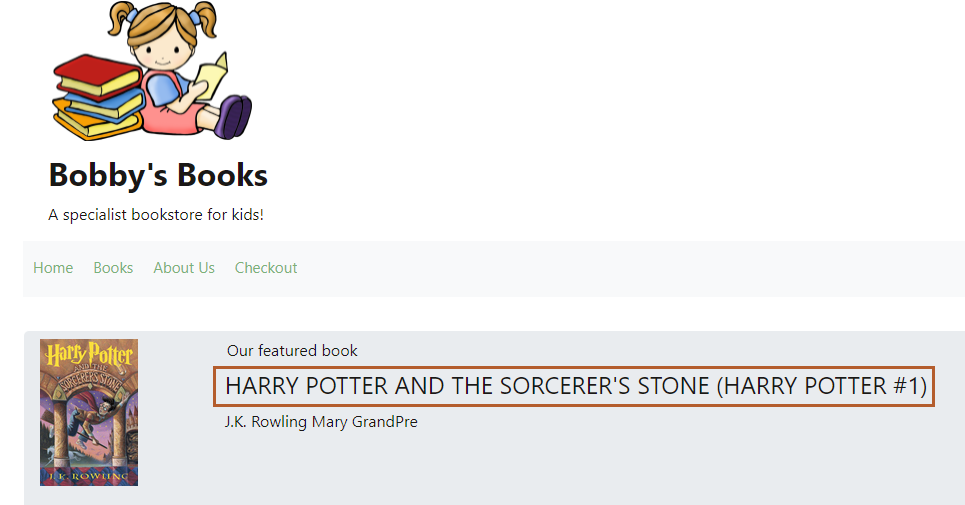 Bobby's Books
A specialist bookstore for kids!
Home Books About Us Checkout
Harry Potter
AND THE
SORCERER'S STONE
J.K. ROWLING
Our featured book
HARRY POTTER AND THE SORCERER'S STONE (HARRY POTTER #1)
J.K. Rowling Mary GrandPre